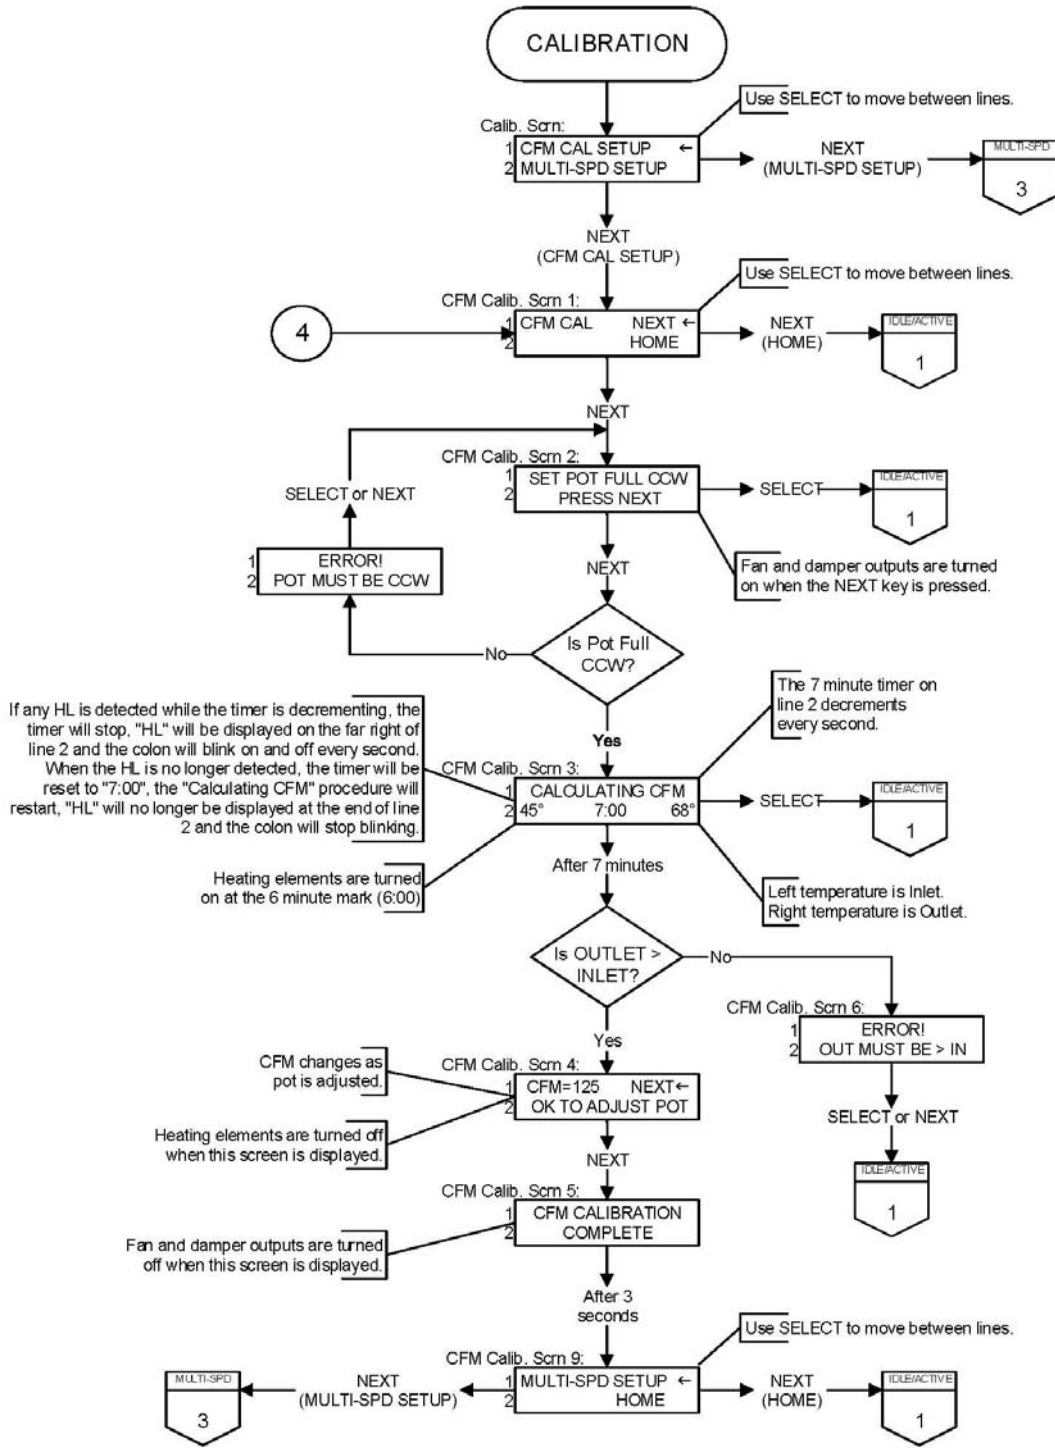 CALIBRATION
Use SELECT to move between lines.
Calib. Scrn:
1 CFM CAL SETUP ←
2 MULTI-SPD SETUP
NEXT
(MULTI-SPD SETUP)
MULTI-SPD
3
NEXT
(CFM CAL SETUP)
Use SELECT to move between lines.
CFM Calib. Scrn 1:
4
1 CFM CAL NEXT ←
2 HOME
NEXT
(HOME)
IDLE/ACTIVE
1
NEXT
CFM Calib. Scrn 2:
1 SET POT FULL CCW
2 PRESS NEXT
SELECT
IDLE/ACTIVE
1
SELECT or NEXT
1 ERROR!
2 POT MUST BE CCW
NEXT
Fan and damper outputs are turned
on when the NEXT key is pressed.
No
Is Pot Full
CCW?
Yes
The 7 minute timer on
line 2 decrements
every second.
If any HL is detected while the timer is decrementing, the
timer will stop, "HL" will be displayed on the far right of
line 2 and the colon will blink on and off every second.
When the HL is no longer detected, the timer will be
reset to "7:00", the "Calculating CFM" procedure will
restart, "HL" will no longer be displayed at the end of line
2 and the colon will stop blinking.
CFM Calib. Scrn 3:
1 CALCULATING CFM
2 45° 7:00 68°
SELECT
IDLE/ACTIVE
1
Heating elements are turned
on at the 6 minute mark (6:00)
After 7 minutes
Left temperature is Inlet.
Right temperature is Outlet.
Is OUTLET >
INLET?
No
CFM Calib. Scrn 6:
1 ERROR!
2 OUT MUST BE > IN
SELECT or NEXT
IDLE/ACTIVE
1
Yes
CFM Calib. Scrn 4:
1 CFM=125 NEXT←
2 OK TO ADJUST POT
CFM changes as
pot is adjusted.
Heating elements are turned off
when this screen is displayed.
NEXT
CFM Calib. Scrn 5:
1 CFM CALIBRATION
2 COMPLETE
Fan and damper outputs are turned
off when this screen is displayed.
After 3
seconds
Use SELECT to move between lines.
CFM Calib. Scrn 9:
1 MULTI-SPD SETUP ←
2 HOME
NEXT
(MULTI-SPD SETUP)
MULTI-SPD
3
NEXT
(HOME)
IDLE/ACTIVE
1